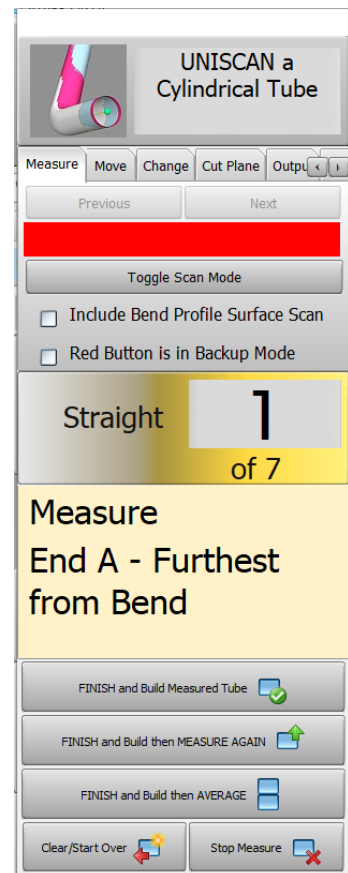 UNISCAN a
Cylindrical Tube
Measure Move Change Cut Plane Output
Previous Next
Toggle Scan Mode
Include Bend Profile Surface Scan
Red Button is in Backup Mode
Straight 1
of 7
Measure
End A - Furthest
from Bend
FINISH and Build Measured Tube
FINISH and Build then MEASURE AGAIN
FINISH and Build then AVERAGE
Clear/Start Over Stop Measure